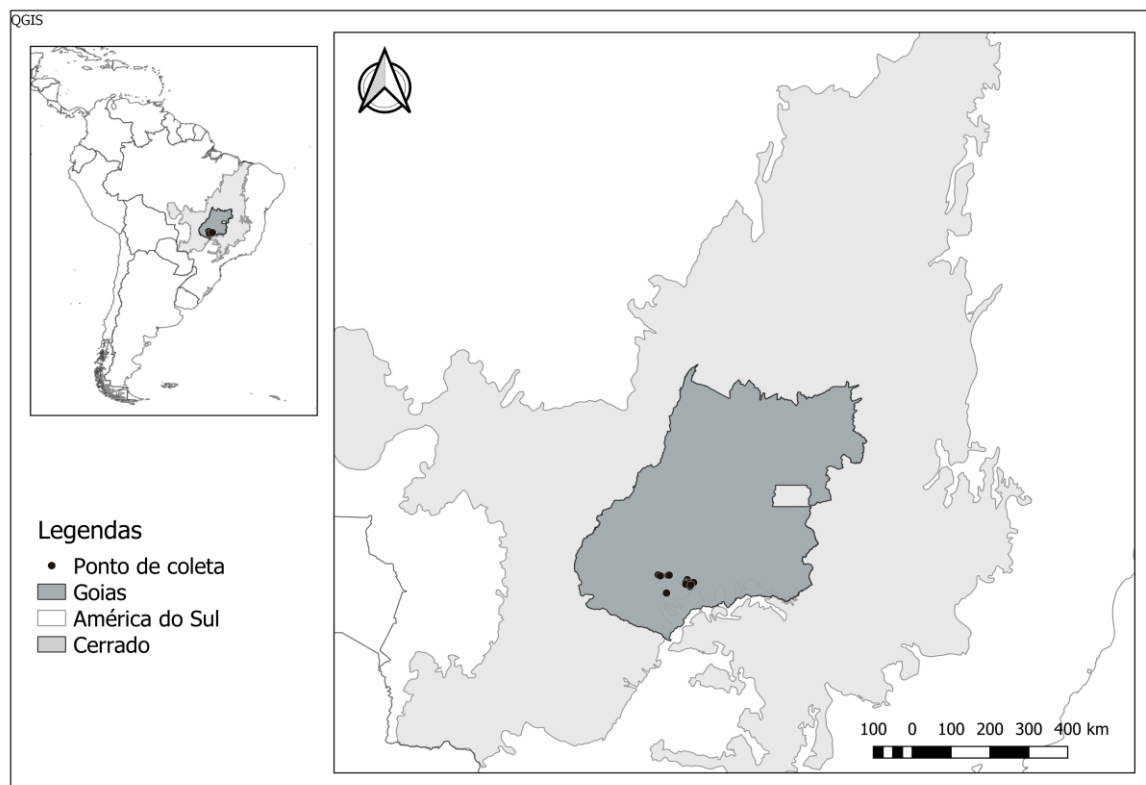 QGIS
Legendas
Ponto de coleta
Goias
América do Sul
Cerrado
100 0 100 200 300 400 km